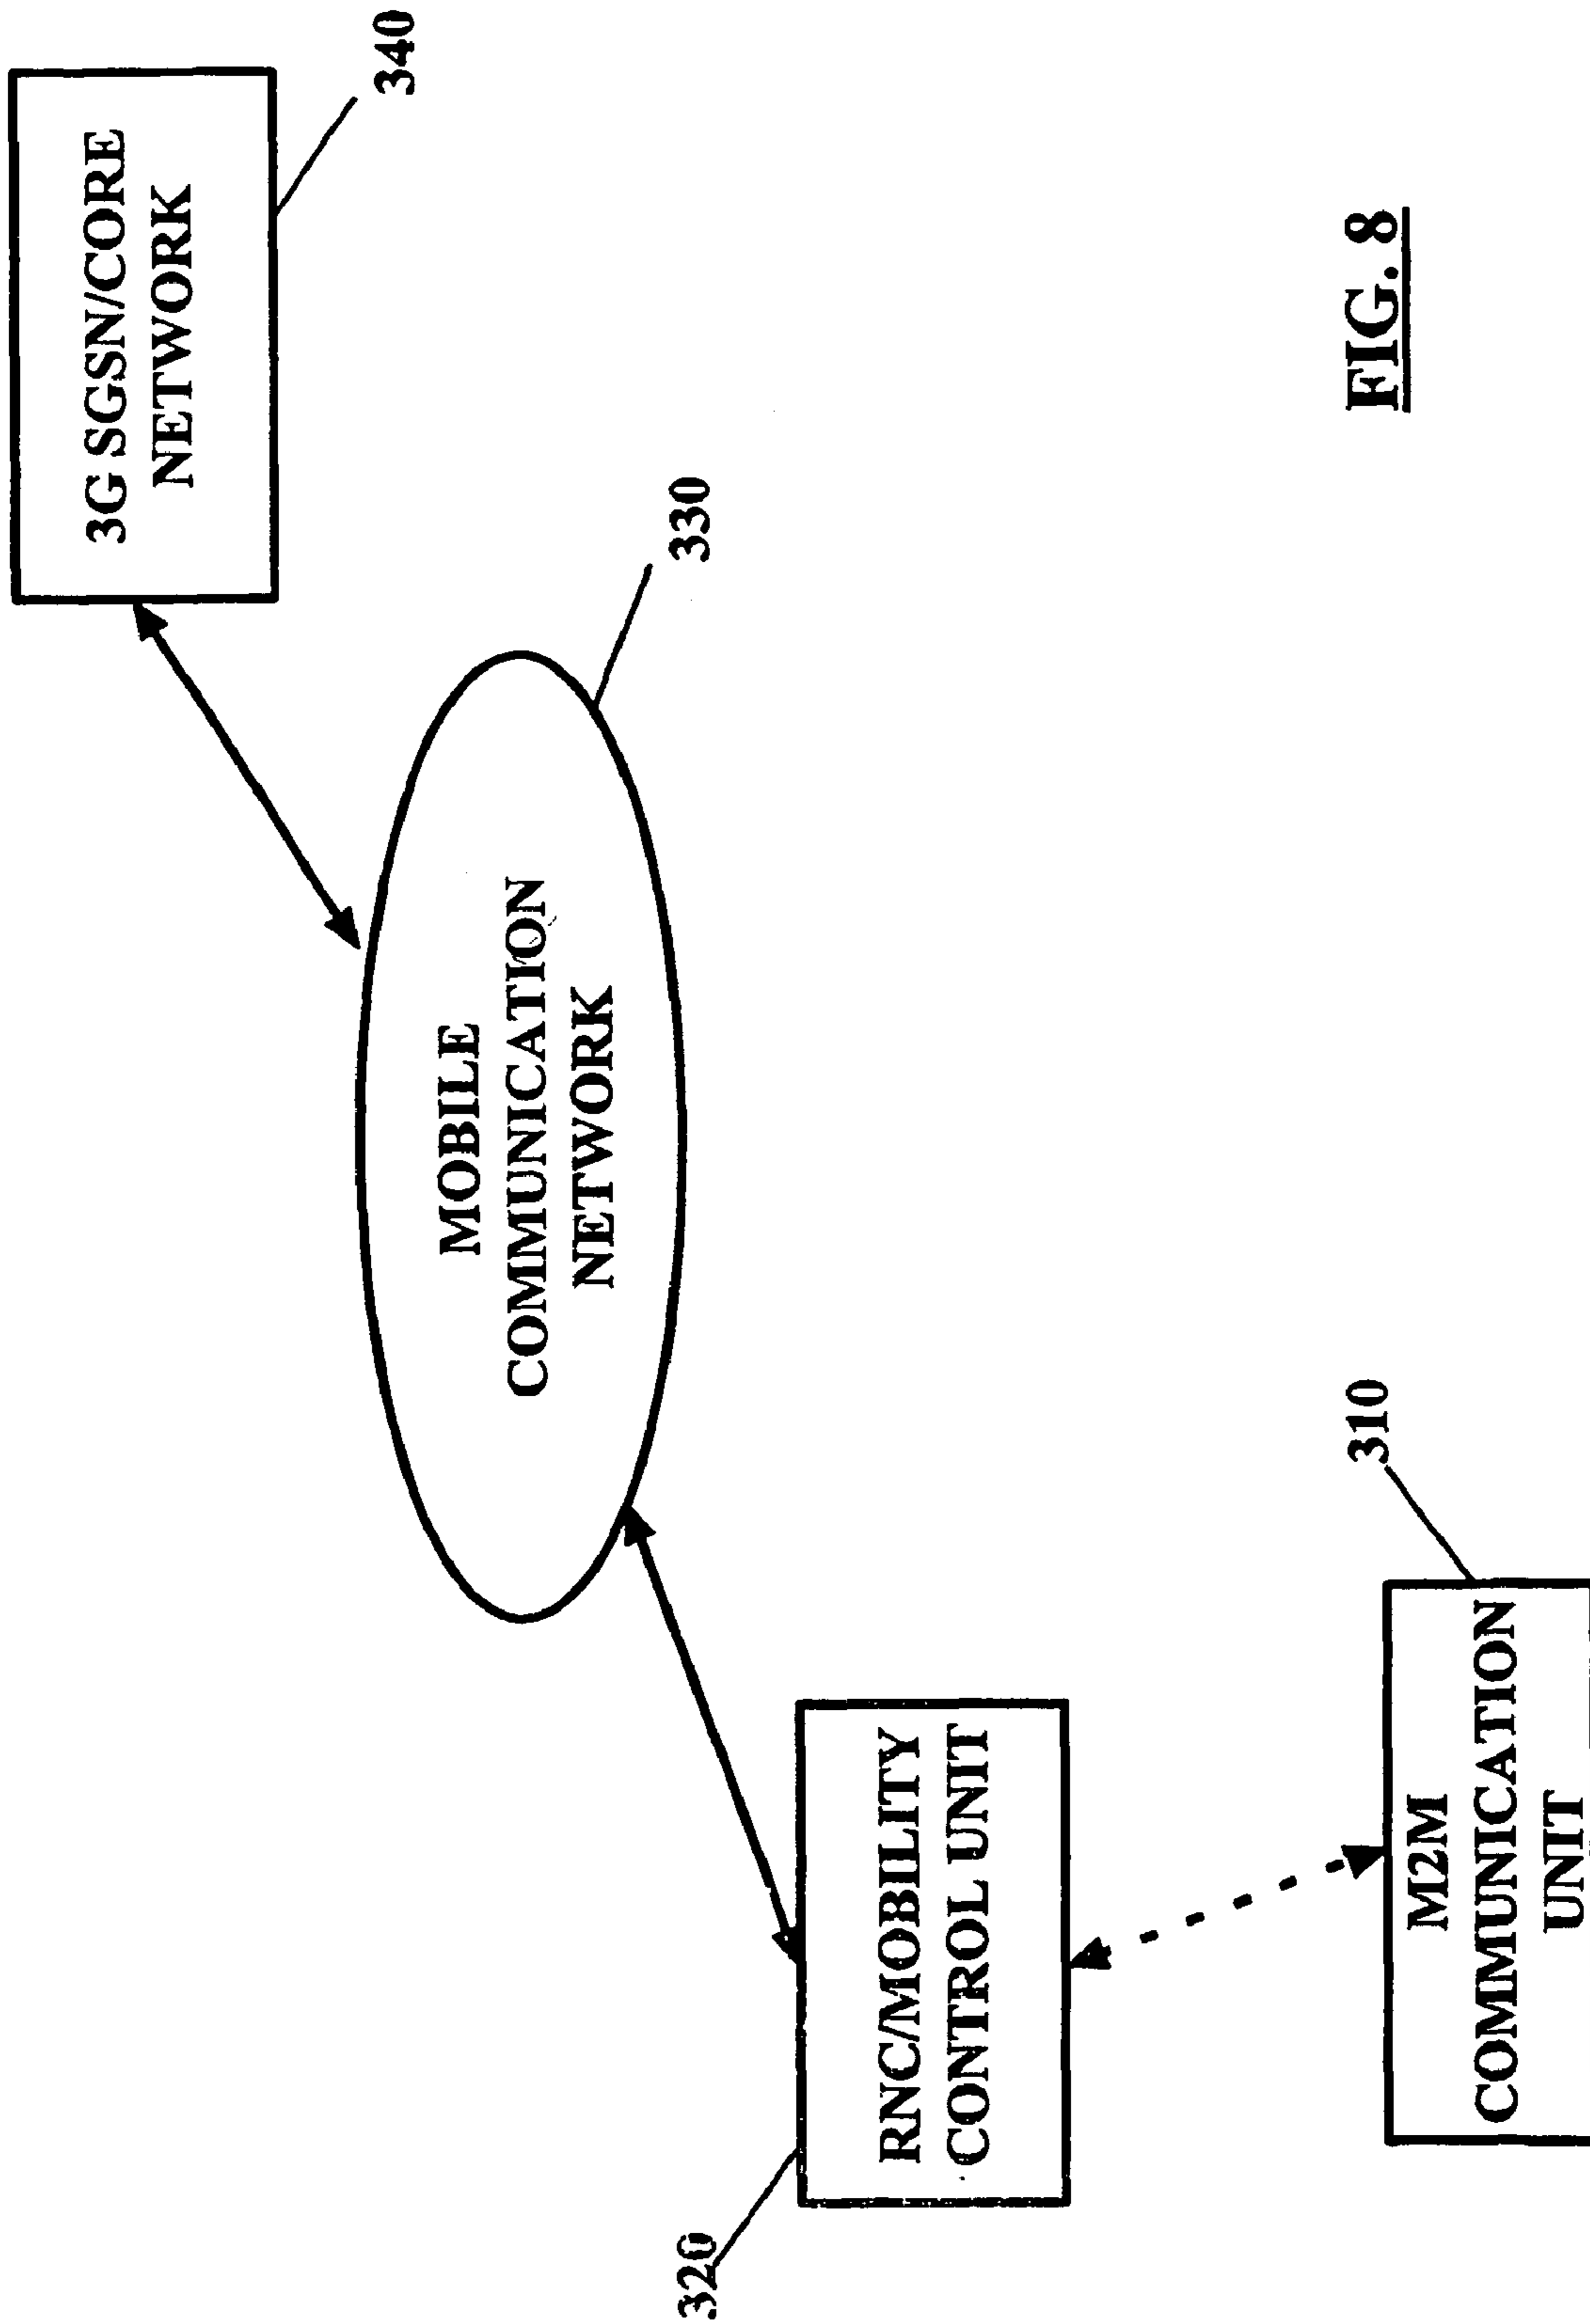 3G SGSN/CORE
NETWORK
340
MOBILE
COMMUNICATION
NETWORK
330
RNC/MOBILITY
CONTROL UNIT
320
M2M
COMMUNICATION
UNIT
310
FIG. 8